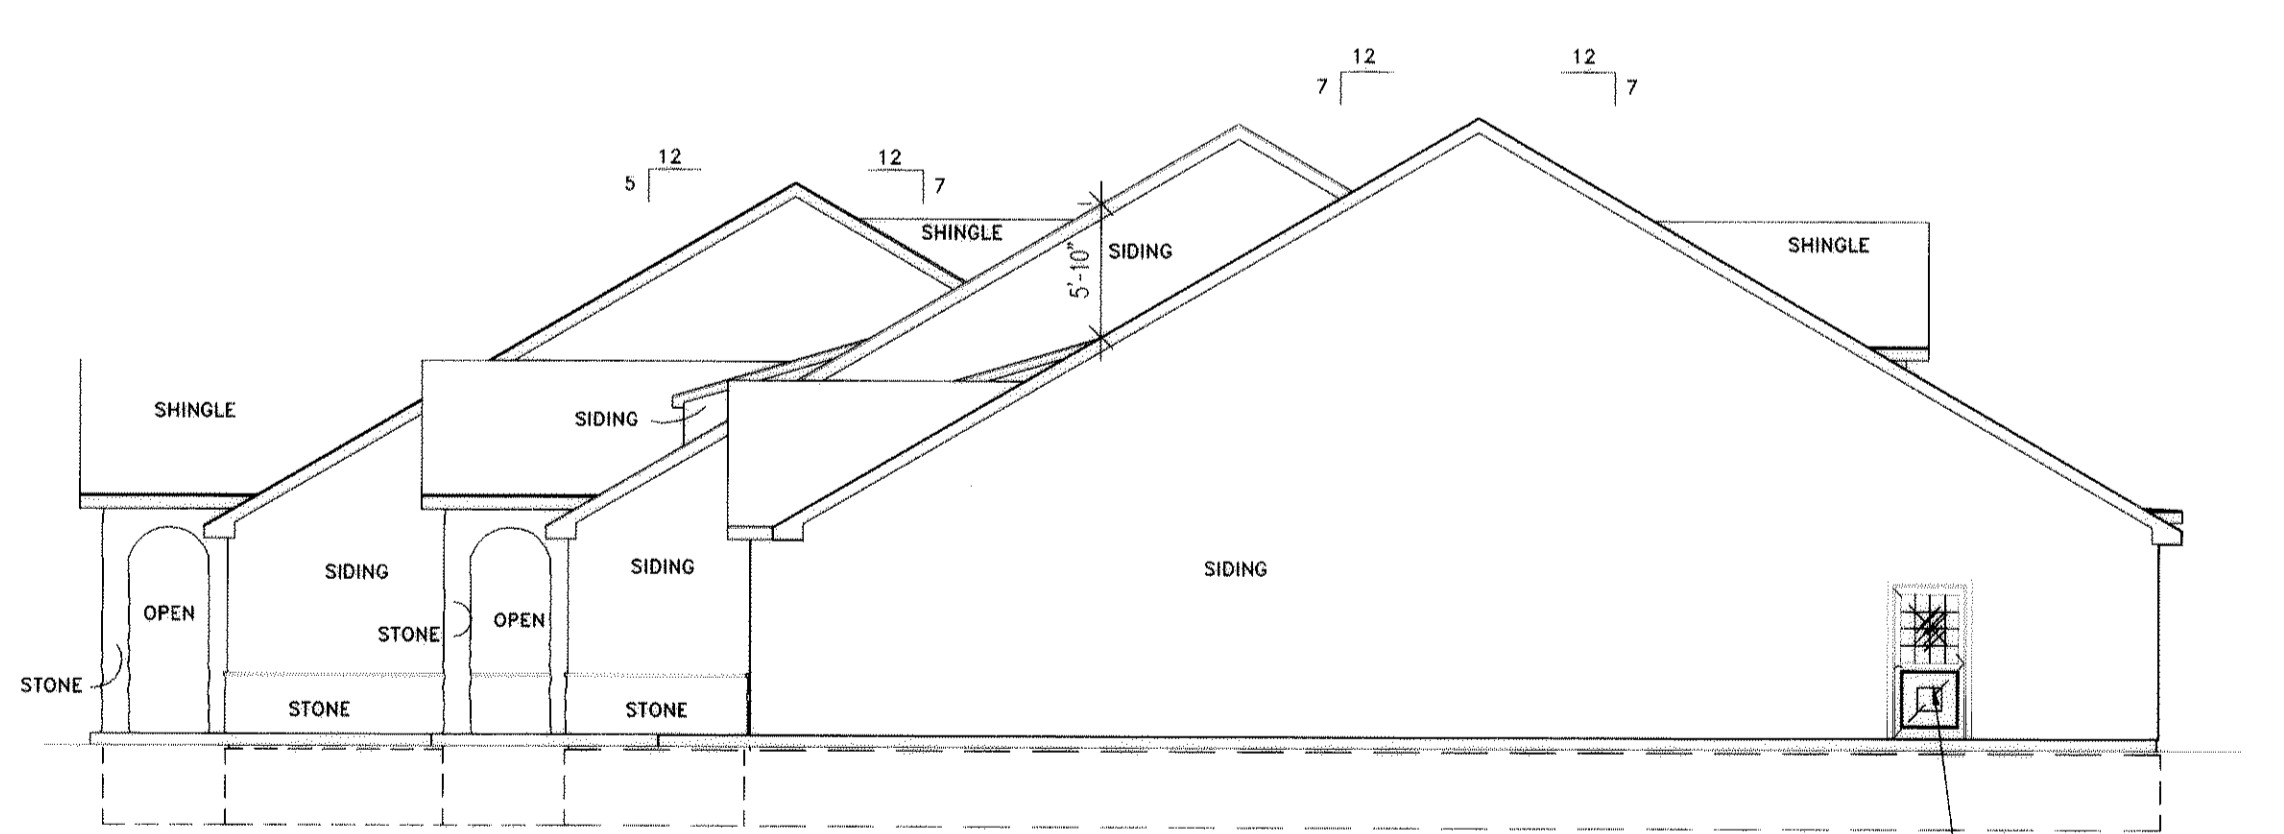 12
12
7
7
12
12
5
7
SHINGLE
SIDING
SHINGLE
5'-10"
SHINGLE
SIDING
SIDING
SIDING
SIDING
OPEN
OPEN
STONE
STONE
STONE
STONE